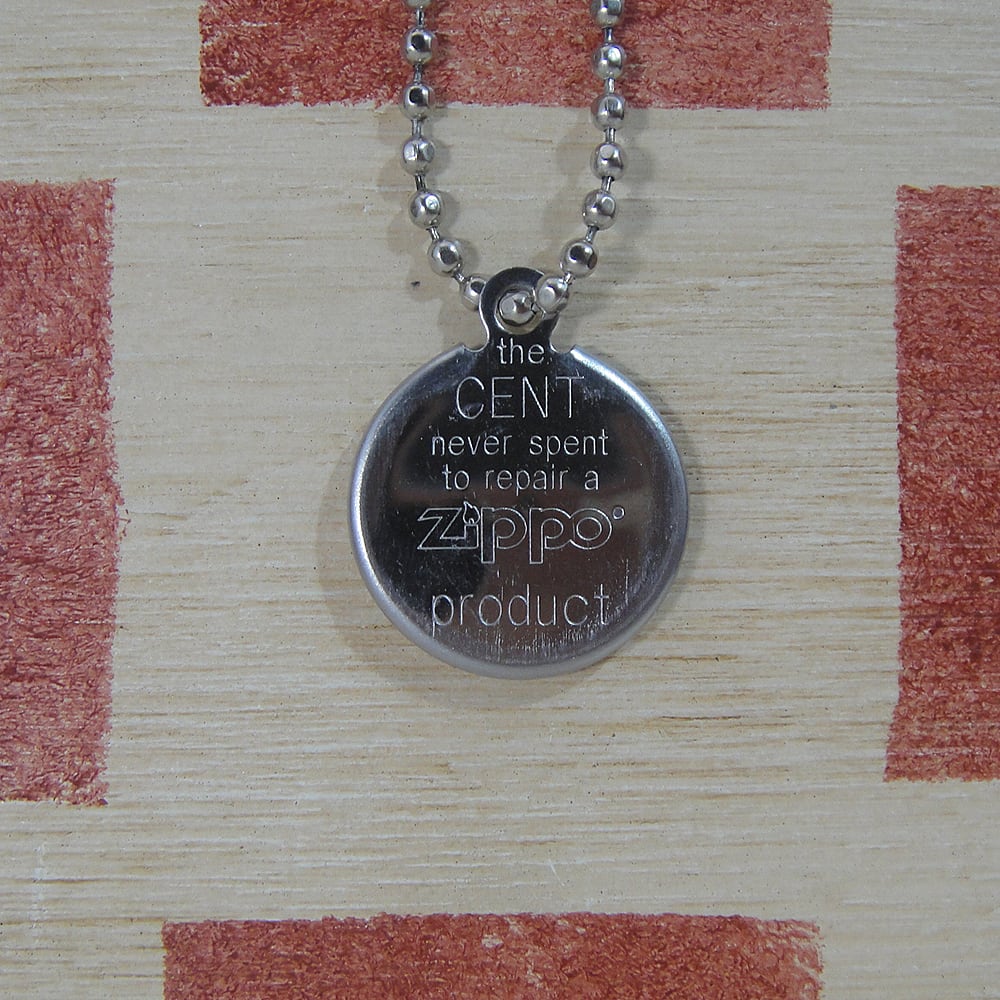 the
CENT
never spent
to repair a
Zippo
product